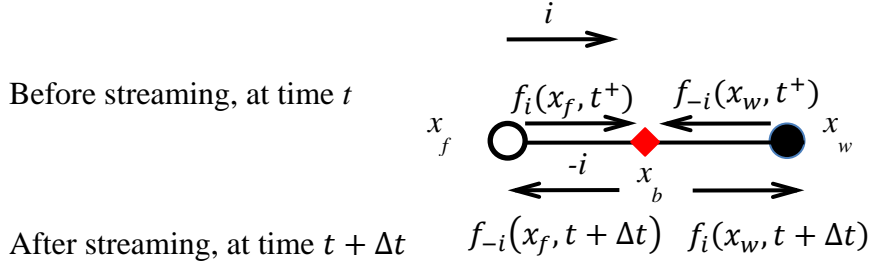 i
Before streaming, at time t
f_i(x_f, t^+) f_{-i}(x_w, t^+)
x_f x_w
-i
x_b
After streaming, at time t + Δt f_{-i}(x_f, t + Δt) f_i(x_w, t + Δt)